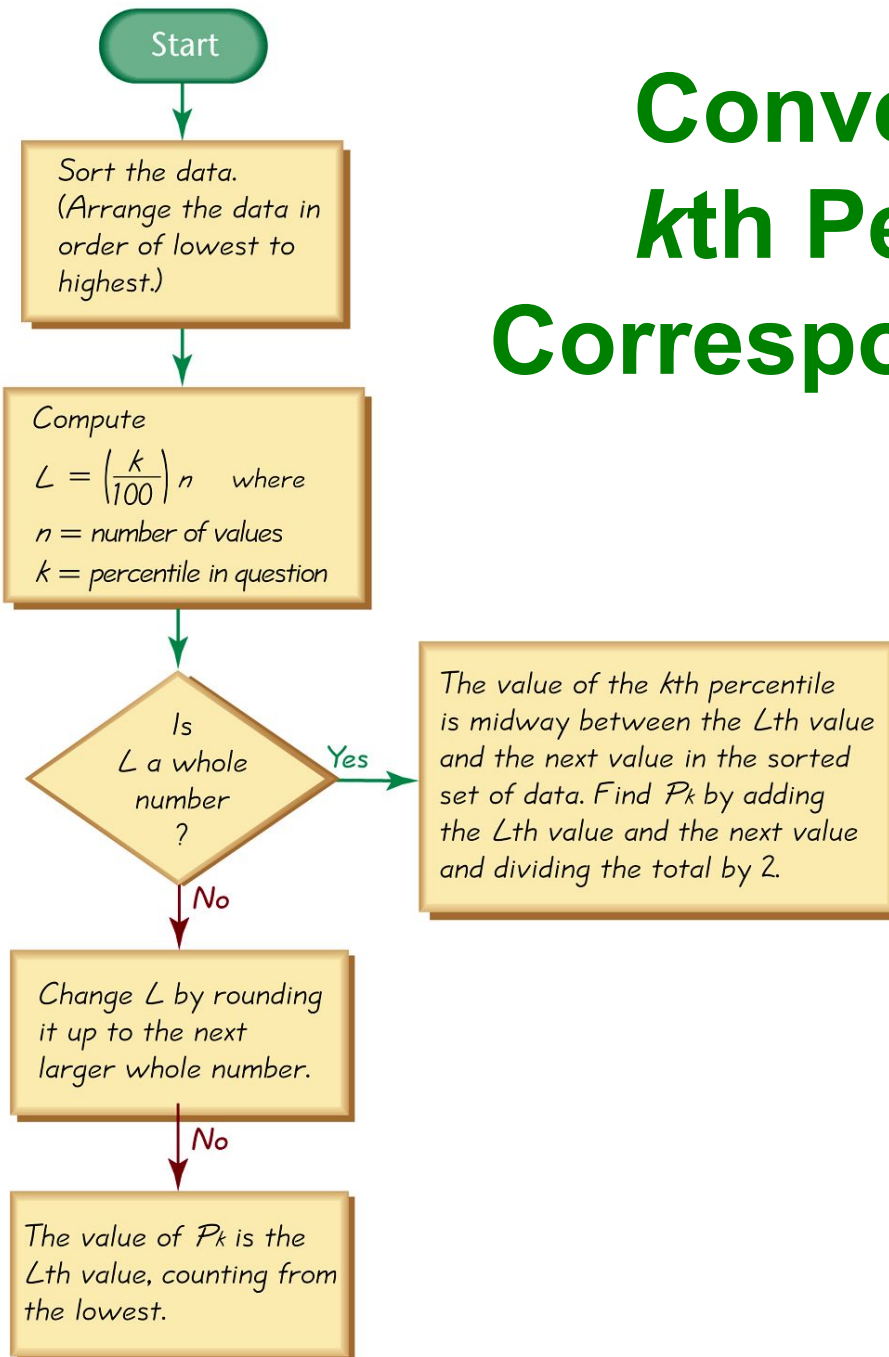 Start
Conve
kth Pe
Correspo
Sort the data.
(Arrange the data in
order of lowest to
highest.)
Compute
L = (k/100) n where
n = number of values
k = percentile in question
Is
L a whole
number
?
Yes
The value of the kth percentile
is midway between the Lth value
and the next value in the sorted
set of data. Find Pk by adding
the Lth value and the next value
and dividing the total by 2.
No
Change L by rounding
it up to the next
larger whole number.
No
The value of Pk is the
Lth value, counting from
the lowest.